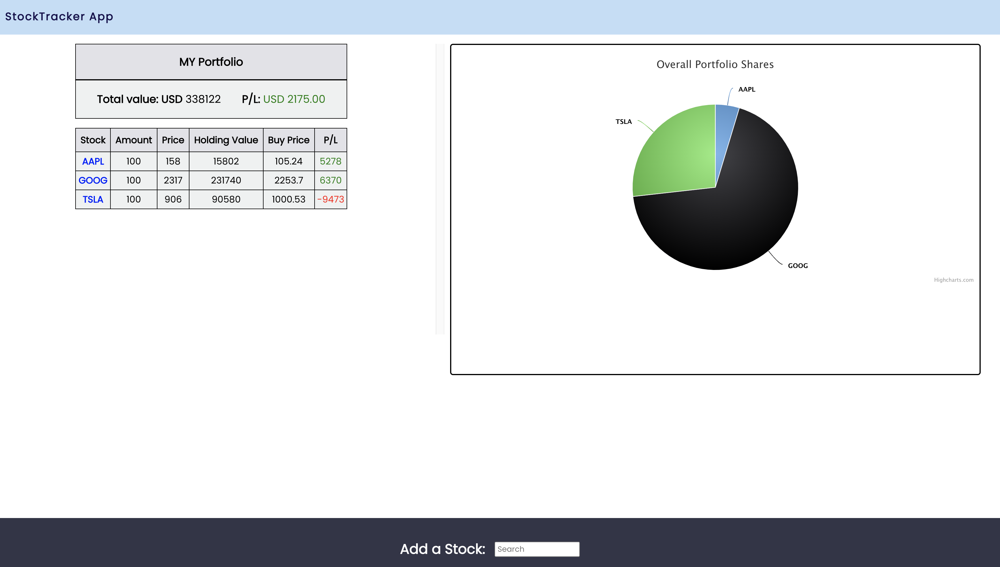 StockTracker App
MY Portfolio
Total value: USD 338122 P/L: USD 2175.00
Stock Amount Price Holding Value Buy Price P/L
AAPL 100 158 15802 105.24 5278
GOOG 100 2317 231740 2253.7 6370
TSLA 100 906 90580 1000.53 -9473
Overall Portfolio Shares
AAPL
TSLA
GOOG
Highcharts.com
Add a Stock: Search